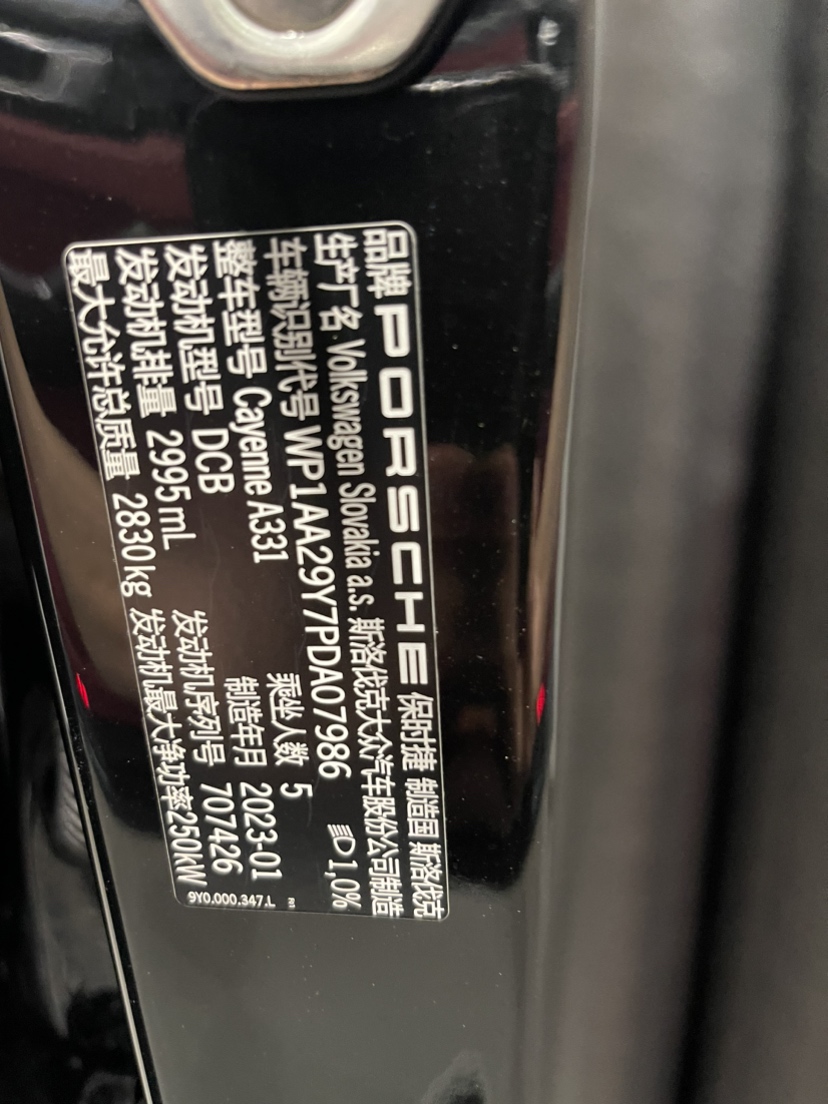 品牌 PORSCHE 保时捷 制造国 斯洛伐克
生产厂名 Volkswagen Slovakia a.s. 斯洛伐克大众汽车股份公司制造
车辆识别代号 WP1AA29Y7PDA07986 1,0%
整车型号 Cayenne A331 乘坐人数 5
发动机型号 DCB 制造年月 2023-01
发动机排量 2995 mL 发动机序列号 707426
最大允许总质量 2830 kg 发动机最大净功率 250KW
9Y0.000.347.L R1